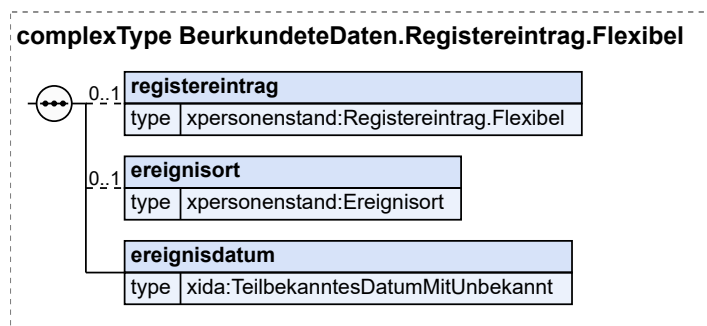 complexType BeurkundeteDaten.Registereintrag.Flexibel
0..1
registereintrag
type xpersonenstand:Registereintrag.Flexibel
0..1
ereignisort
type xpersonenstand:Ereignisort
ereignisdatum
type xida:TeilbekanntesDatumMitUnbekannt